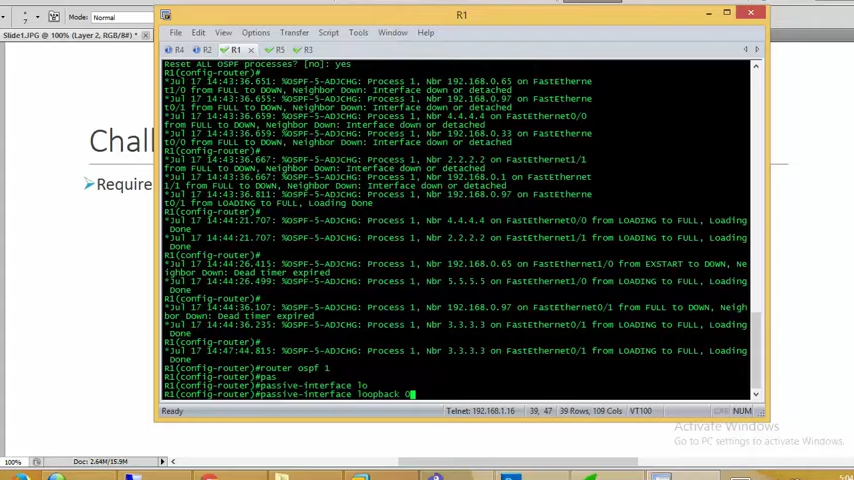 Mode: Normal
Slide1.JPG @ 100% (Layer 2, RGB/8#) *
R1
File Edit View Options Transfer Script Tools Window Help
R4 R2 R1 R5 R3
Reset ALL OSPF processes? [no]: yes
R1(config-router)#
*Jul 17 14:43:36.651: %OSPF-5-ADJCHG: Process 1, Nbr 192.168.0.65 on FastEtherne
t1/0 from FULL to DOWN, Neighbor Down: Interface down or detached
*Jul 17 14:43:36.655: %OSPF-5-ADJCHG: Process 1, Nbr 192.168.0.97 on FastEtherne
t0/1 from FULL to DOWN, Neighbor Down: Interface down or detached
*Jul 17 14:43:36.659: %OSPF-5-ADJCHG: Process 1, Nbr 4.4.4.4 on FastEthernet0/0
from FULL to DOWN, Neighbor Down: Interface down or detached
*Jul 17 14:43:36.659: %OSPF-5-ADJCHG: Process 1, Nbr 192.168.0.33 on FastEtherne
t0/0 from FULL to DOWN, Neighbor Down: Interface down or detached
*Jul 17 14:43:36.667: %OSPF-5-ADJCHG: Process 1, Nbr 2.2.2.2 on FastEthernet1/1
from FULL to DOWN, Neighbor Down: Interface down or detached
*Jul 17 14:43:36.667: %OSPF-5-ADJCHG: Process 1, Nbr 192.168.0.1 on FastEthernet
1/1 from FULL to DOWN, Neighbor Down: Interface down or detached
*Jul 17 14:43:36.811: %OSPF-5-ADJCHG: Process 1, Nbr 192.168.0.97 on FastEtherne
t0/1 from LOADING to FULL, Loading Done
R1(config-router)#
*Jul 17 14:44:21.707: %OSPF-5-ADJCHG: Process 1, Nbr 4.4.4.4 on FastEthernet0/0 from LOADING to FULL, Loading
Done
*Jul 17 14:44:21.707: %OSPF-5-ADJCHG: Process 1, Nbr 2.2.2.2 on FastEthernet1/1 from LOADING to FULL, Loading
Done
R1(config-router)#
*Jul 17 14:44:26.415: %OSPF-5-ADJCHG: Process 1, Nbr 192.168.0.65 on FastEthernet1/0 from EXSTART to DOWN, Ne
ighbor Down: Dead timer expired
*Jul 17 14:44:26.499: %OSPF-5-ADJCHG: Process 1, Nbr 5.5.5.5 on FastEthernet1/0 from LOADING to FULL, Loading
Done
R1(config-router)#
*Jul 17 14:44:36.107: %OSPF-5-ADJCHG: Process 1, Nbr 192.168.0.97 on FastEthernet0/1 from FULL to DOWN, Neigh
bor Down: Dead timer expired
*Jul 17 14:44:36.235: %OSPF-5-ADJCHG: Process 1, Nbr 3.3.3.3 on FastEthernet0/1 from LOADING to FULL, Loading
Done
R1(config-router)#
*Jul 17 14:47:44.815: %OSPF-5-ADJCHG: Process 1, Nbr 3.3.3.3 on FastEthernet0/1 from LOADING to FULL, Loading
Done
R1(config-router)#router ospf 1
R1(config-router)#pas
R1(config-router)#passive-interface lo
R1(config-router)#passive-interface loopback 0
Chall
Require
Ready Telnet: 192.168.1.16 39, 47 39 Rows, 109 Cols VT100 CAP NUM
Activate Windows
Go to PC settings to activate Windows.
100% Doc: 2.64M/15.9M